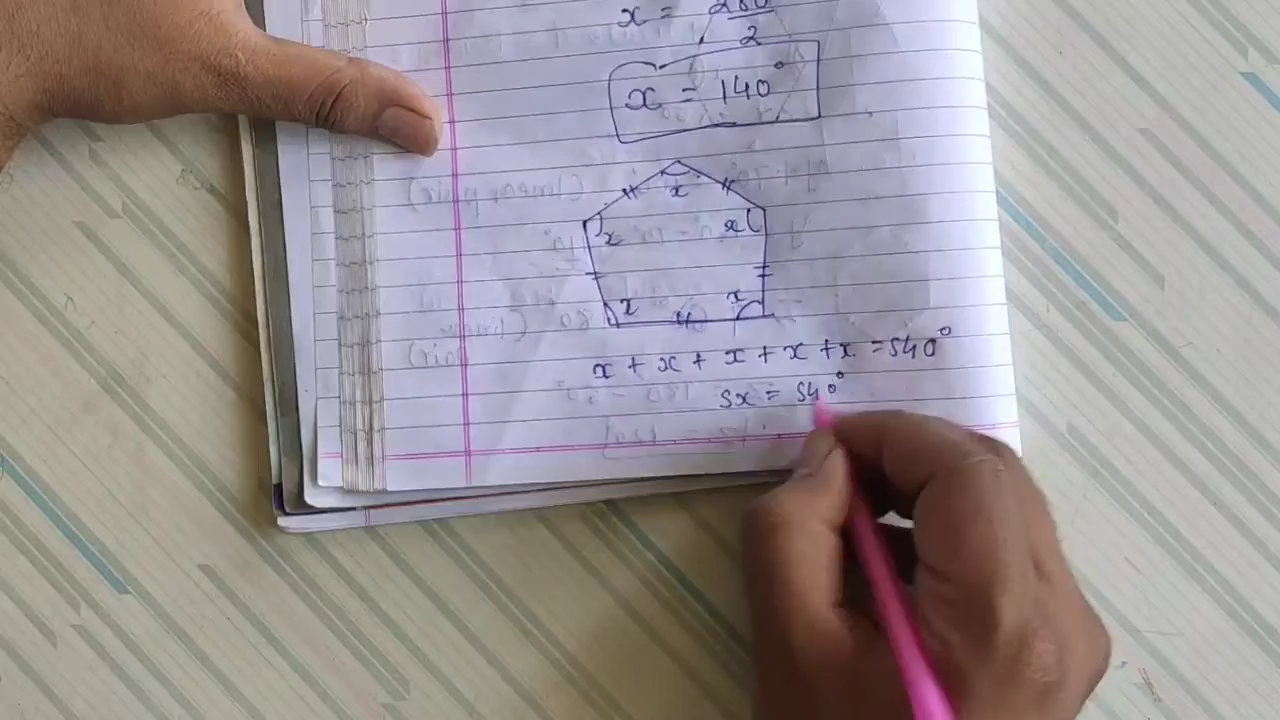 x = 280/2
x = 140°
x
x x
x x
x + x + x + x + x = 540°
5x = 540°